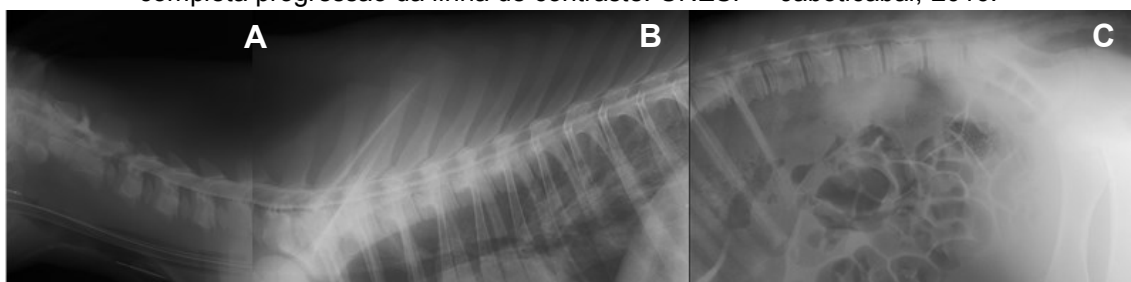 completa progressão da linha de contraste. UNESP – Jaboticabal,
A B C